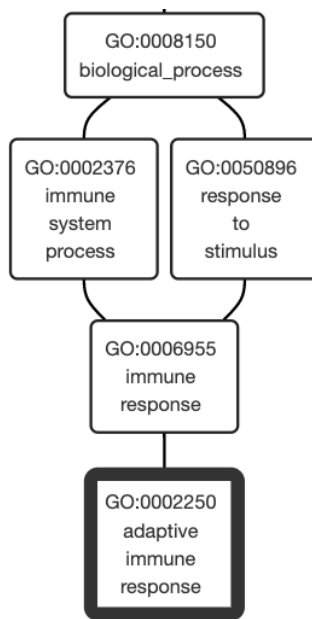 GO:0008150
biological_process
GO:0002376
immune
system
process
GO:0050896
response
to
stimulus
GO:0006955
immune
response
GO:0002250
adaptive
immune
response